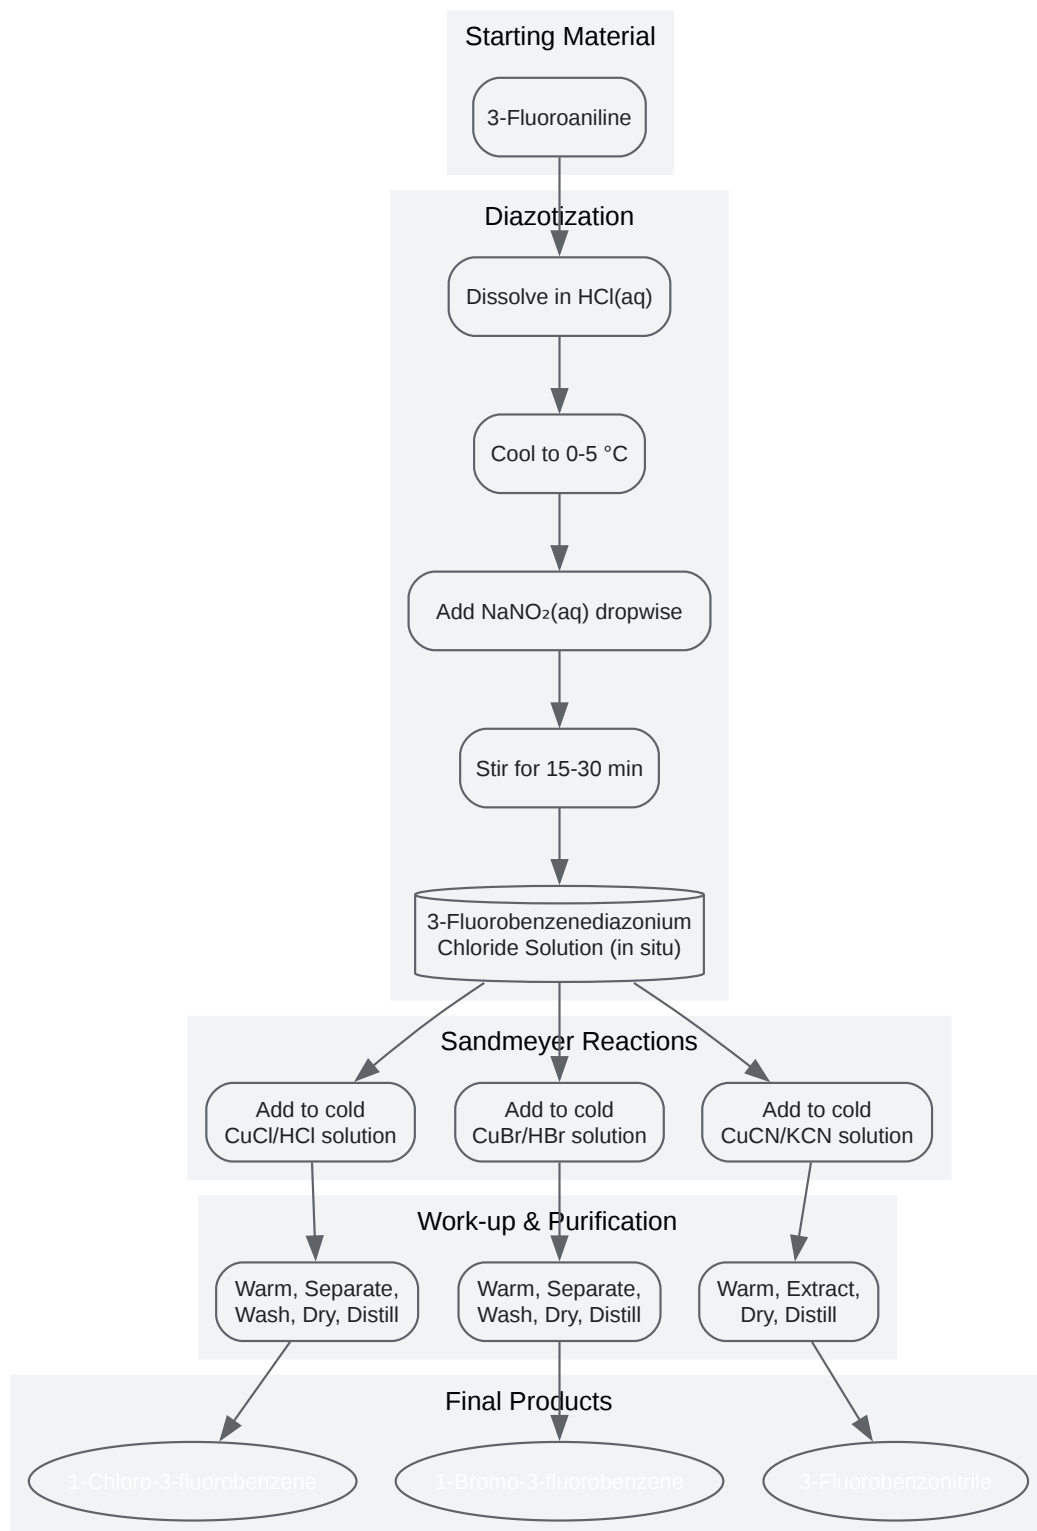 Starting Material
3-Fluoroaniline
Diazotization
Dissolve in HCl(aq)
Cool to 0-5 °C
Add NaNO₂(aq) dropwise
Stir for 15-30 min
3-Fluorobenzenediazonium
Chloride Solution (in situ)
Sandmeyer Reactions
Add to cold
CuCl/HCl solution
Add to cold
CuBr/HBr solution
Add to cold
CuCN/KCN solution
Work-up & Purification
Warm, Separate,
Wash, Dry, Distill
Warm, Separate,
Wash, Dry, Distill
Warm, Extract,
Dry, Distill
Final Products
1-Chloro-3-fluorobenzene
1-Bromo-3-fluorobenzene
3-Fluorobenzonitrile